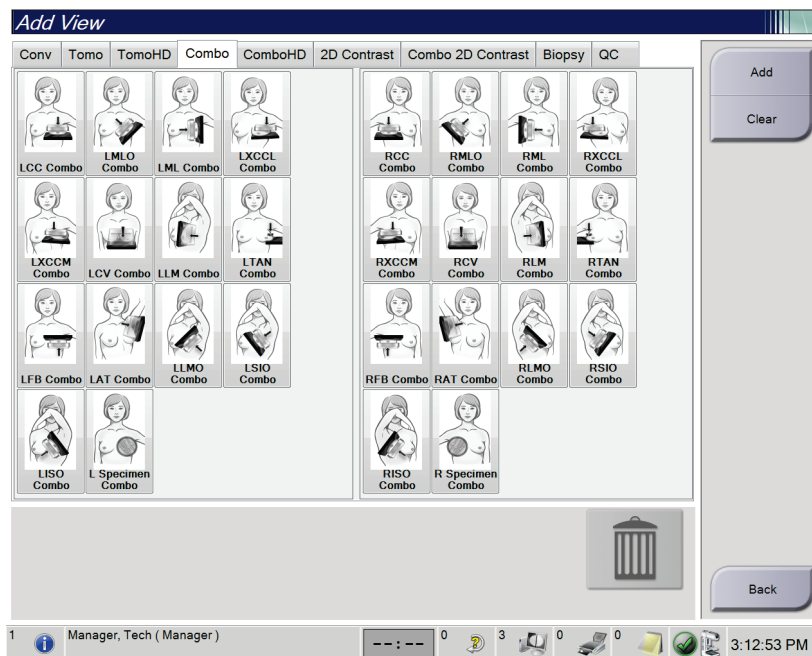 Add View
Conv Tomo TomoHD Combo ComboHD 2D Contrast Combo 2D Contrast Biopsy QC
Add
Clear
LCC Combo
LMLO
Combo
LML Combo
LXCCL
Combo
RCC
Combo
RMLO
Combo
RML
Combo
RXCCL
Combo
LXCCM
Combo
LCV Combo
LLM Combo
LTAN
Combo
RXCCM
Combo
RCV
Combo
RLM
Combo
RTAN
Combo
LFB Combo
LAT Combo
LLMO
Combo
LSIO
Combo
RFB Combo
RAT Combo
RLMO
Combo
RSIO
Combo
LISO
Combo
L Specimen
Combo
RISO
Combo
R Specimen
Combo
Back
1
Manager, Tech ( Manager )
--:-- 0 3 0 0
3:12:53 PM